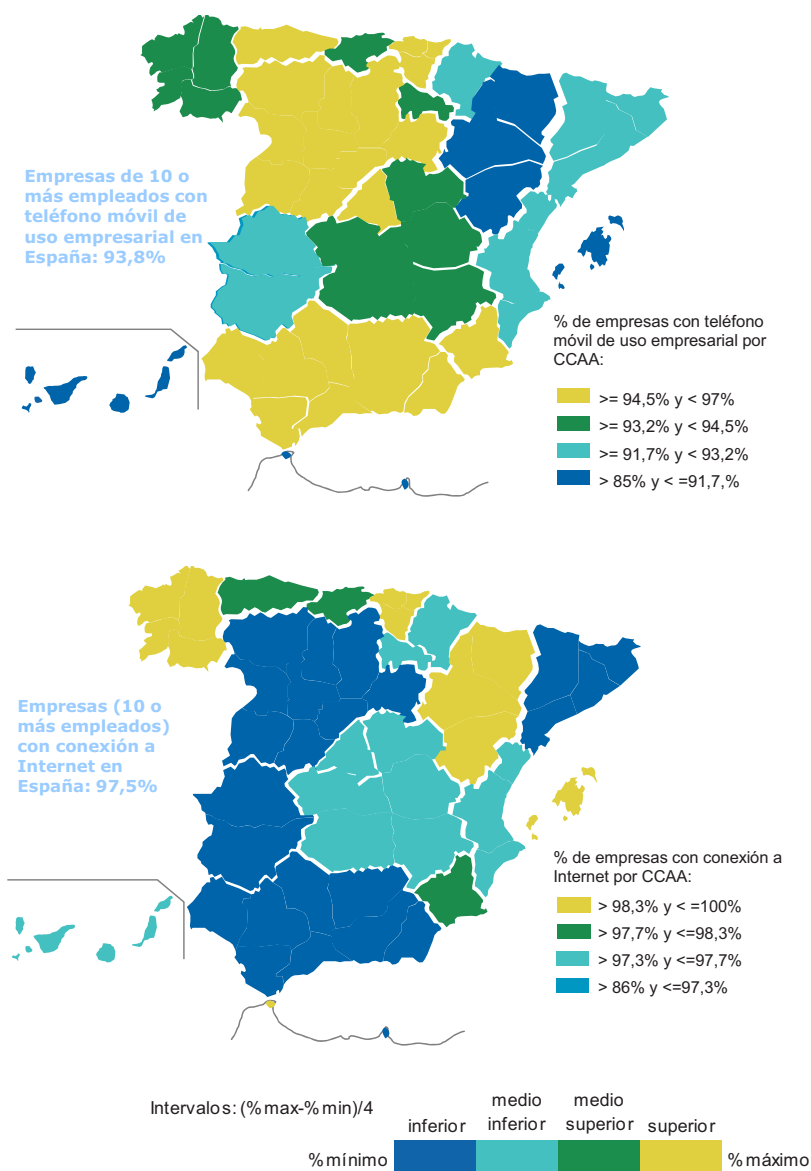 Empresas de 10 o
más empleados con
teléfono móvil de
uso empresarial en
España: 93,8%
% de empresas con teléfono
móvil de uso empresarial por
CCAA:
>= 94,5% y < 97%
>= 93,2% y < 94,5%
>= 91,7% y < 93,2%
> 85% y < =91,7,%
Empresas (10 o
más empleados)
con conexión a
Internet en
España: 97,5%
% de empresas con conexión a
Internet por CCAA:
> 98,3% y < =100%
> 97,7% y <=98,3%
> 97,3% y <=97,7%
> 86% y <=97,3%
Intervalos: (% max-% min)/4
inferior
medio
inferior
medio
superior
superior
% mínimo
% máximo